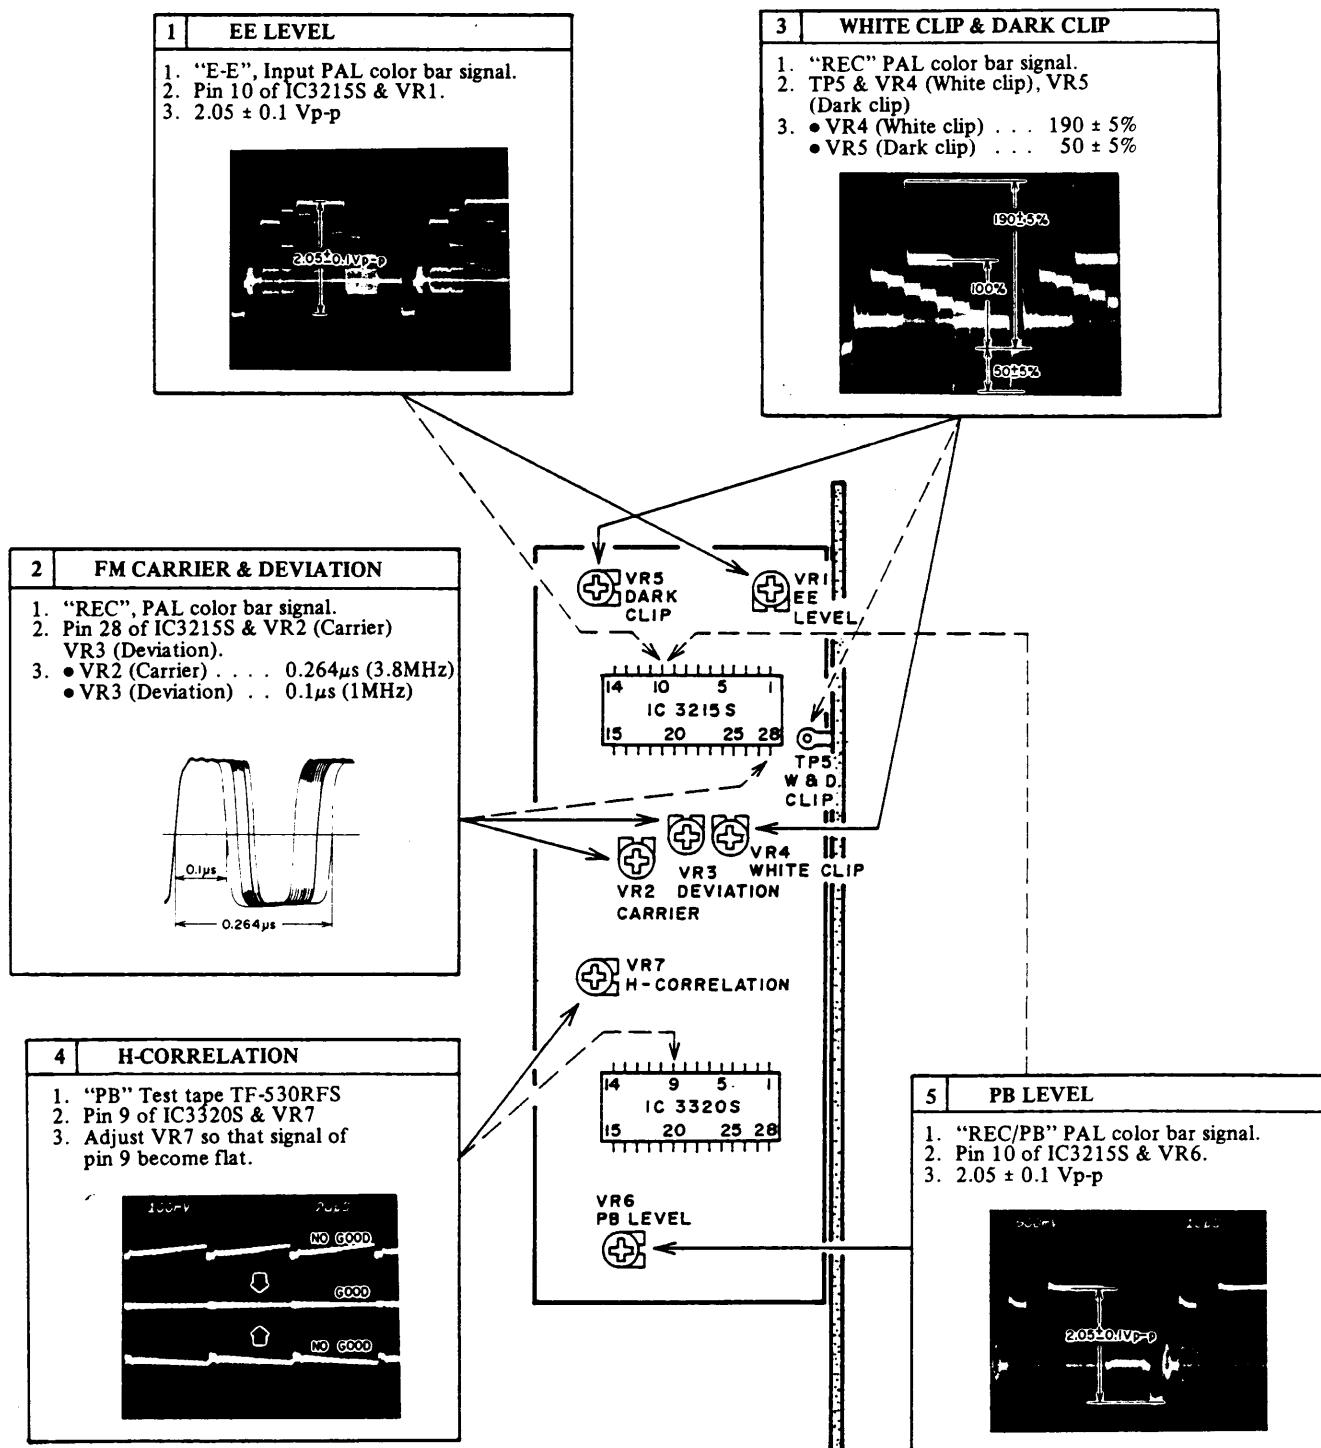 1 EE LEVEL
1. “E-E”, Input PAL color bar signal.
2. Pin 10 of IC3215S & VR1.
3. 2.05 ± 0.1 Vp-p
2.05±0.1Vp-p
3 WHITE CLIP & DARK CLIP
1. “REC” PAL color bar signal.
2. TP5 & VR4 (White clip), VR5
(Dark clip)
3. ● VR4 (White clip) . . . 190 ± 5%
● VR5 (Dark clip) . . . 50 ± 5%
190±5%
100%
50±5%
2 FM CARRIER & DEVIATION
1. “REC”, PAL color bar signal.
2. Pin 28 of IC3215S & VR2 (Carrier)
VR3 (Deviation).
3. ● VR2 (Carrier) . . . . 0.264μs (3.8MHz)
● VR3 (Deviation) . . 0.1μs (1MHz)
0.1μs
0.264μs
VR5
DARK
CLIP
VR1
EE
LEVEL
14 10 5 1
IC 3215S
15 20 25 28
TP5
W & D
CLIP
VR4
WHITE CLIP
VR3
DEVIATION
VR2
CARRIER
VR7
H-CORRELATION
14 9 5 1
IC 3320S
15 20 25 28
VR6
PB LEVEL
4 H-CORRELATION
1. “PB” Test tape TF-530RFS
2. Pin 9 of IC3320S & VR7
3. Adjust VR7 so that signal of
pin 9 become flat.
NO GOOD
GOOD
NO GOOD
5 PB LEVEL
1. “REC/PB” PAL color bar signal.
2. Pin 10 of IC3215S & VR6.
3. 2.05 ± 0.1 Vp-p
2.05±0.1Vp-p